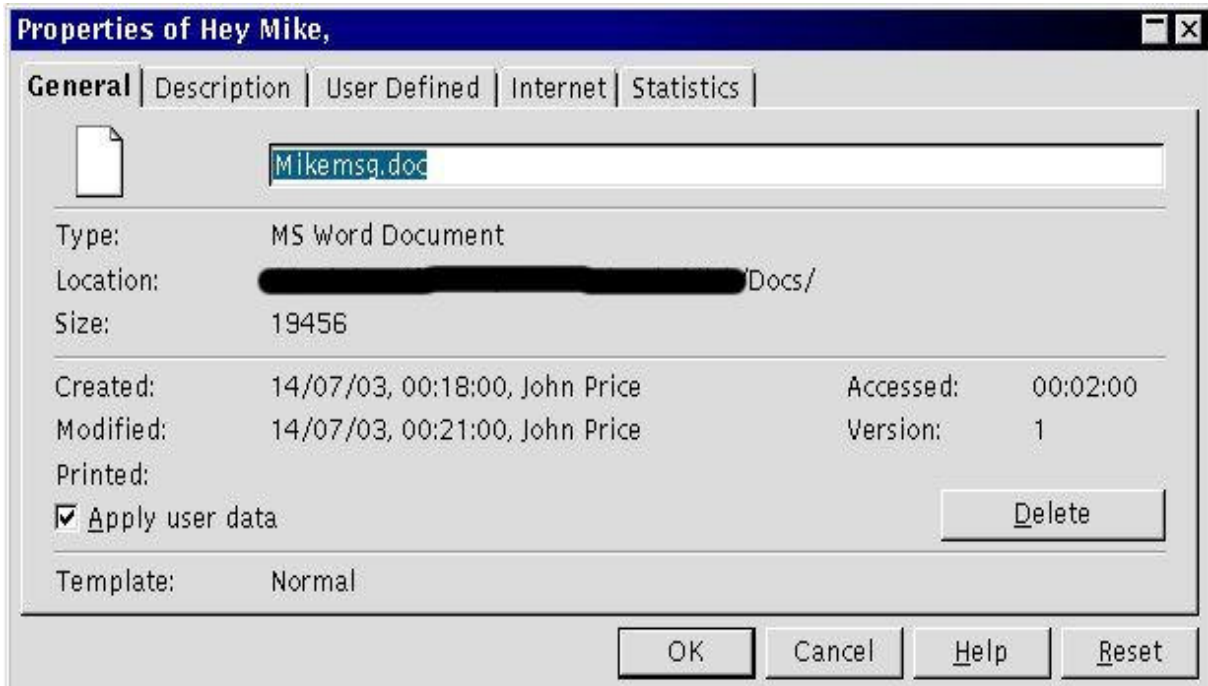 Properties of Hey Mike,
General Description User Defined Internet Statistics
Mikemsg.doc
Type: MS Word Document
Location: /Docs/
Size: 19456
Created: 14/07/03, 00:18:00, John Price Accessed: 00:02:00
Modified: 14/07/03, 00:21:00, John Price Version: 1
Printed:
Apply user data Delete
Template: Normal
OK Cancel Help Reset